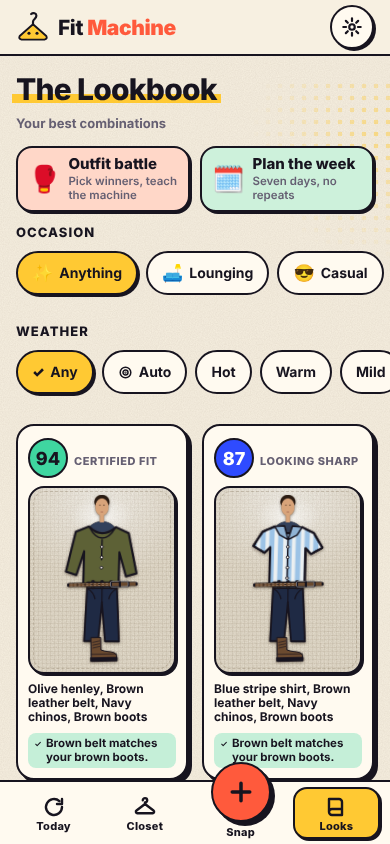 Fit Machine
The Lookbook
Your best combinations
Outfit battle
Pick winners, teach
the machine
Plan the week
Seven days, no
repeats
OCCASION
Anything
Lounging
Casual
WEATHER
Any
Auto
Hot
Warm
Mild
94 CERTIFIED FIT
87 LOOKING SHARP
Olive henley, Brown
leather belt, Navy
chinos, Brown boots
Brown belt matches
your brown boots.
Blue stripe shirt, Brown
leather belt, Navy
chinos, Brown boots
Brown belt matches
your brown boots.
Today
Closet
Snap
Looks